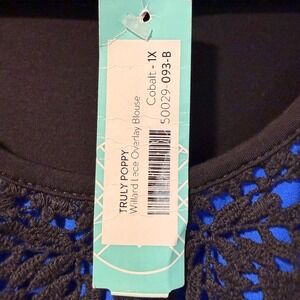 TRULY POPPY
Willard Lace Overlay Blouse
Cobalt - 1X
50029-093-B